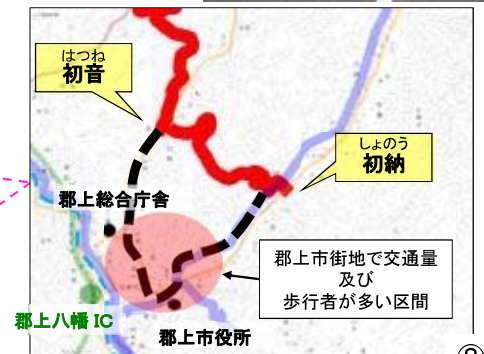 はつね
初音
しょのう
初納
郡上総合庁舎
郡上市街地で交通量
及び
歩行者が多い区間
郡上八幡 IC
郡上市役所